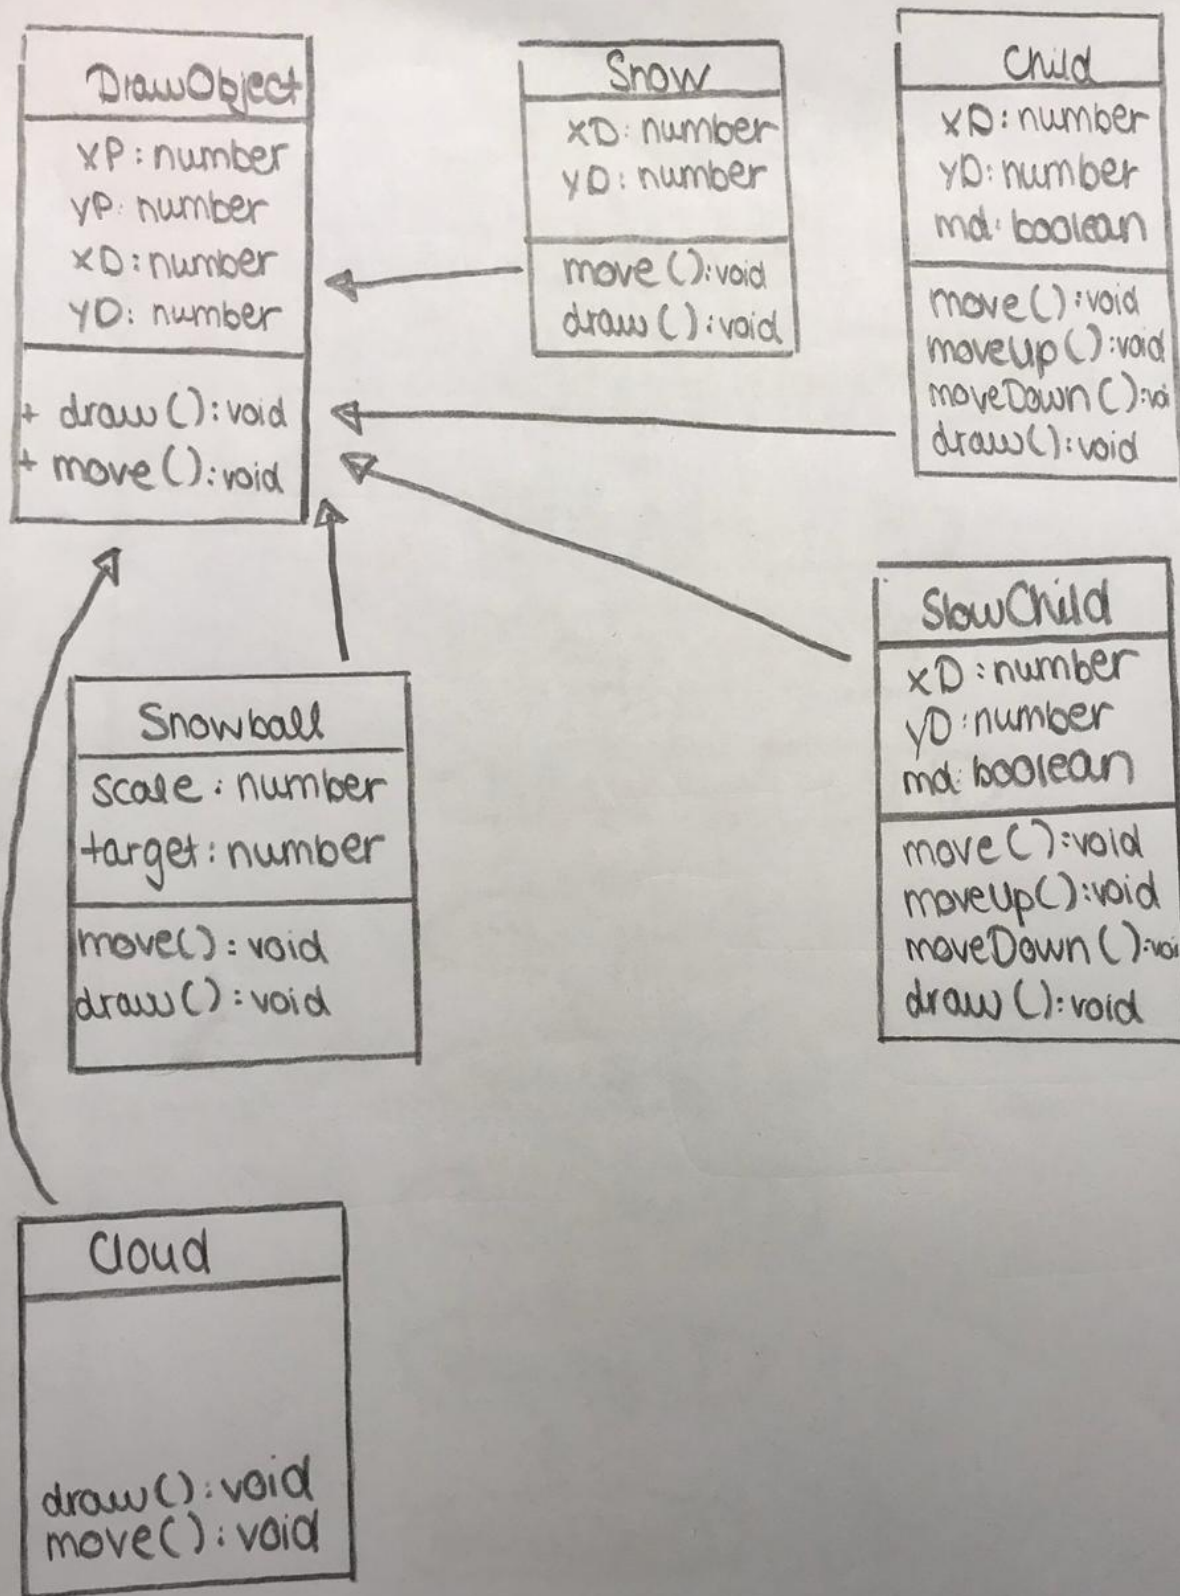 DrawObject
xP: number
yP: number
xD: number
yD: number
+ draw(): void
+ move(): void
Snow
xD: number
yD: number
move(): void
draw(): void
Child
xD: number
yD: number
md: boolean
move(): void
moveUp(): void
moveDown(): voi
draw(): void
SlowChild
xD: number
yD: number
md: boolean
move(): void
moveUp(): void
moveDown(): voi
draw(): void
Snowball
scale: number
target: number
move(): void
draw(): void
Cloud
draw(): void
move(): void